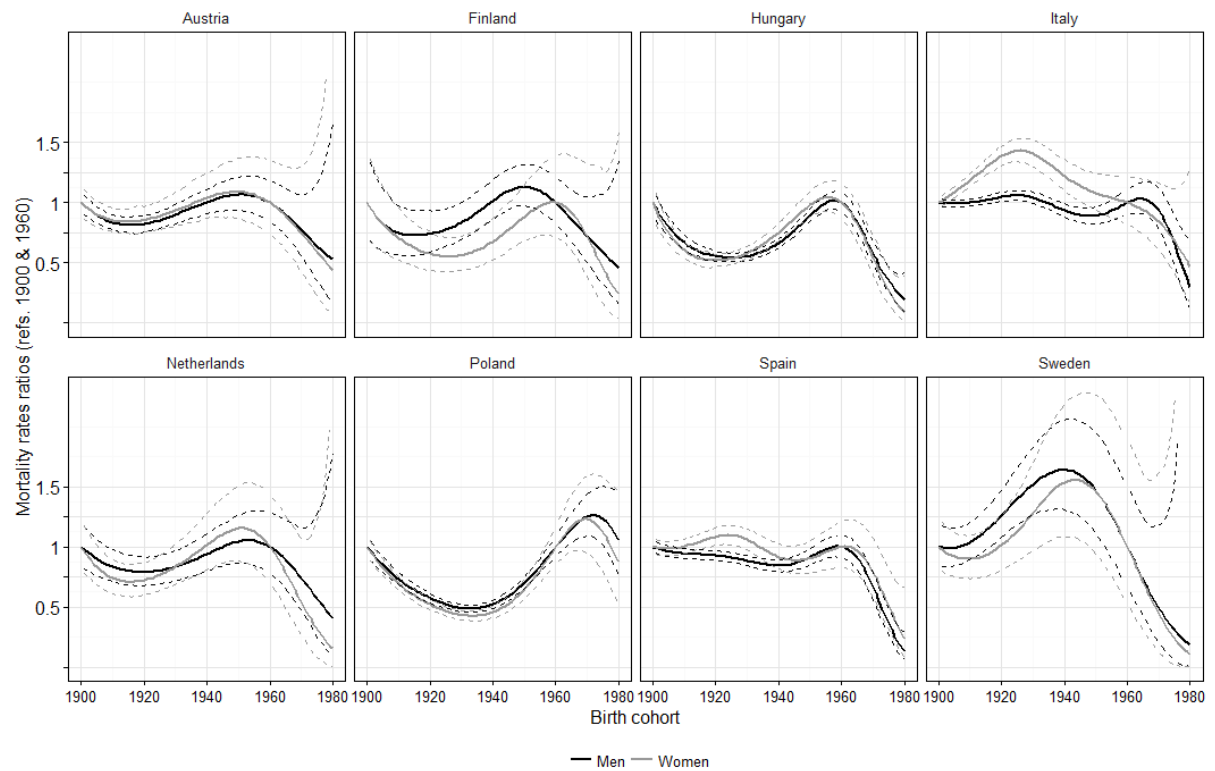 Austria
Finland
Hungary
Italy
Mortality rates ratios (refs. 1900 & 1960)
1.5
1
0.5
Netherlands
Poland
Spain
Sweden
1.5
1
0.5
1900 1920 1940 1960 1980
1900 1920 1940 1960 1980
1900 1920 1940 1960 1980
1900 1920 1940 1960 1980
Birth cohort
Men Women